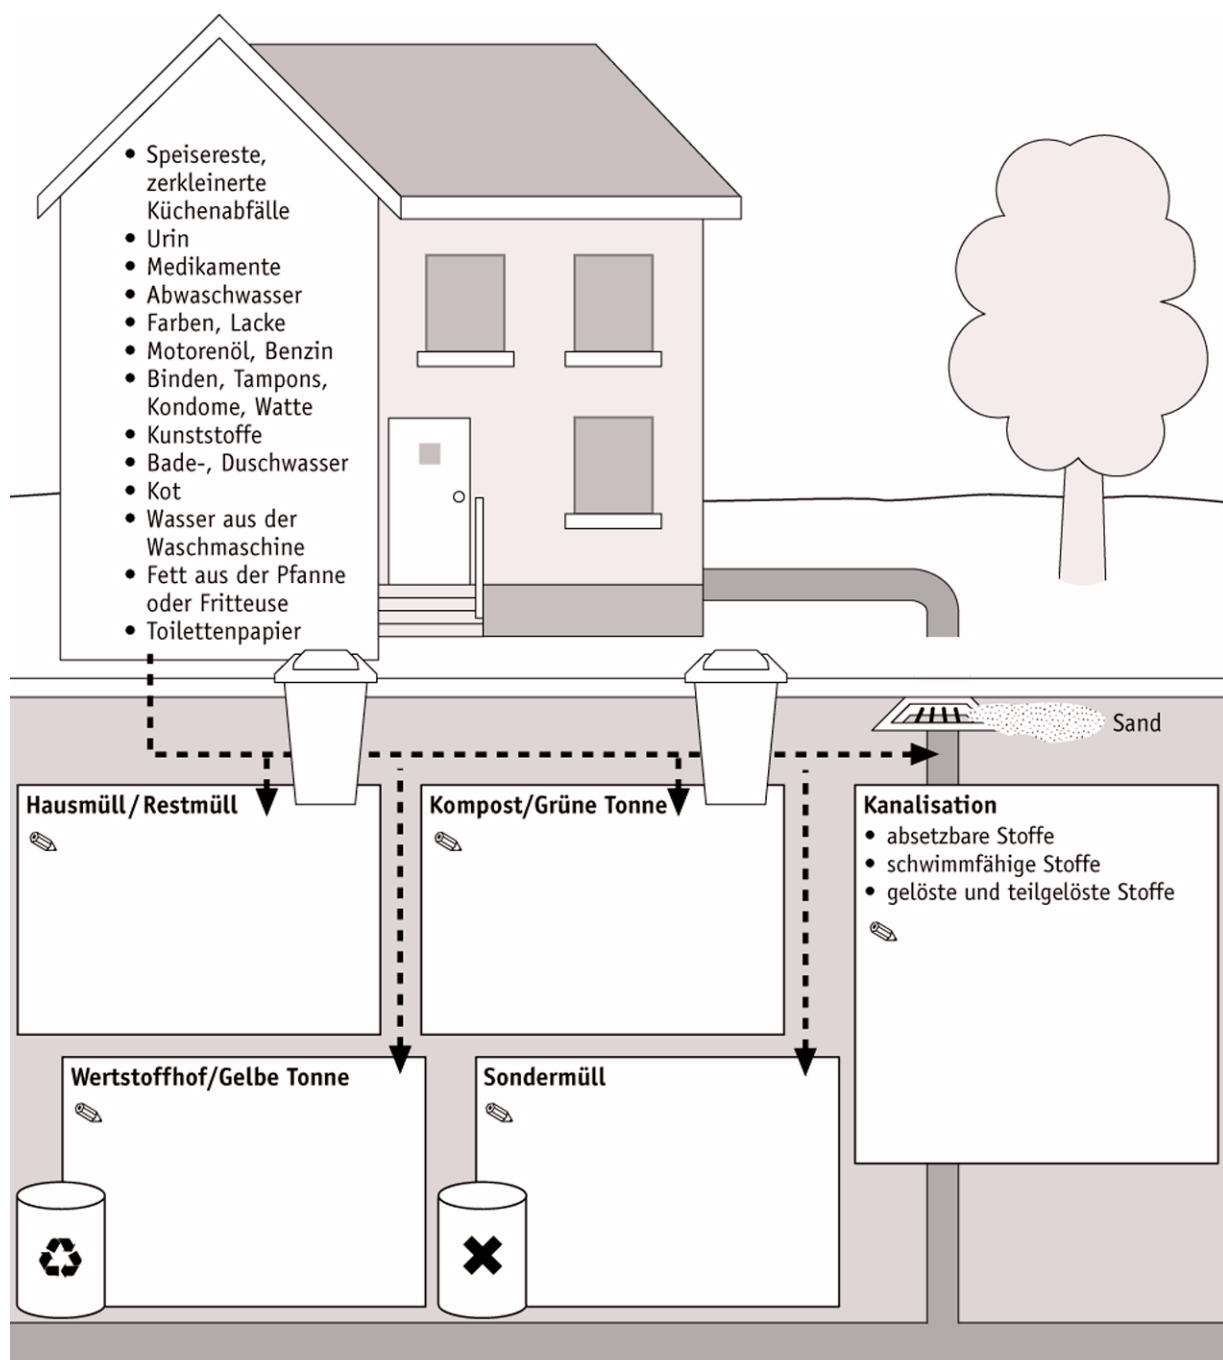 • Speisereste,
zerkleinerte
Küchenabfälle
• Urin
• Medikamente
• Abwaschwasser
• Farben, Lacke
• Motorenöl, Benzin
• Binden, Tampons,
Kondome, Watte
• Kunststoffe
• Bade-, Duschwasser
• Kot
• Wasser aus der
Waschmaschine
• Fett aus der Pfanne
oder Fritteuse
• Toilettenpapier
Sand
Hausmüll/Restmüll
Kompost/Grüne Tonne
Kanalisation
• absetzbare Stoffe
• schwimmfähige Stoffe
• gelöste und teilgelöste Stoffe
Wertstoffhof/Gelbe Tonne
Sondermüll